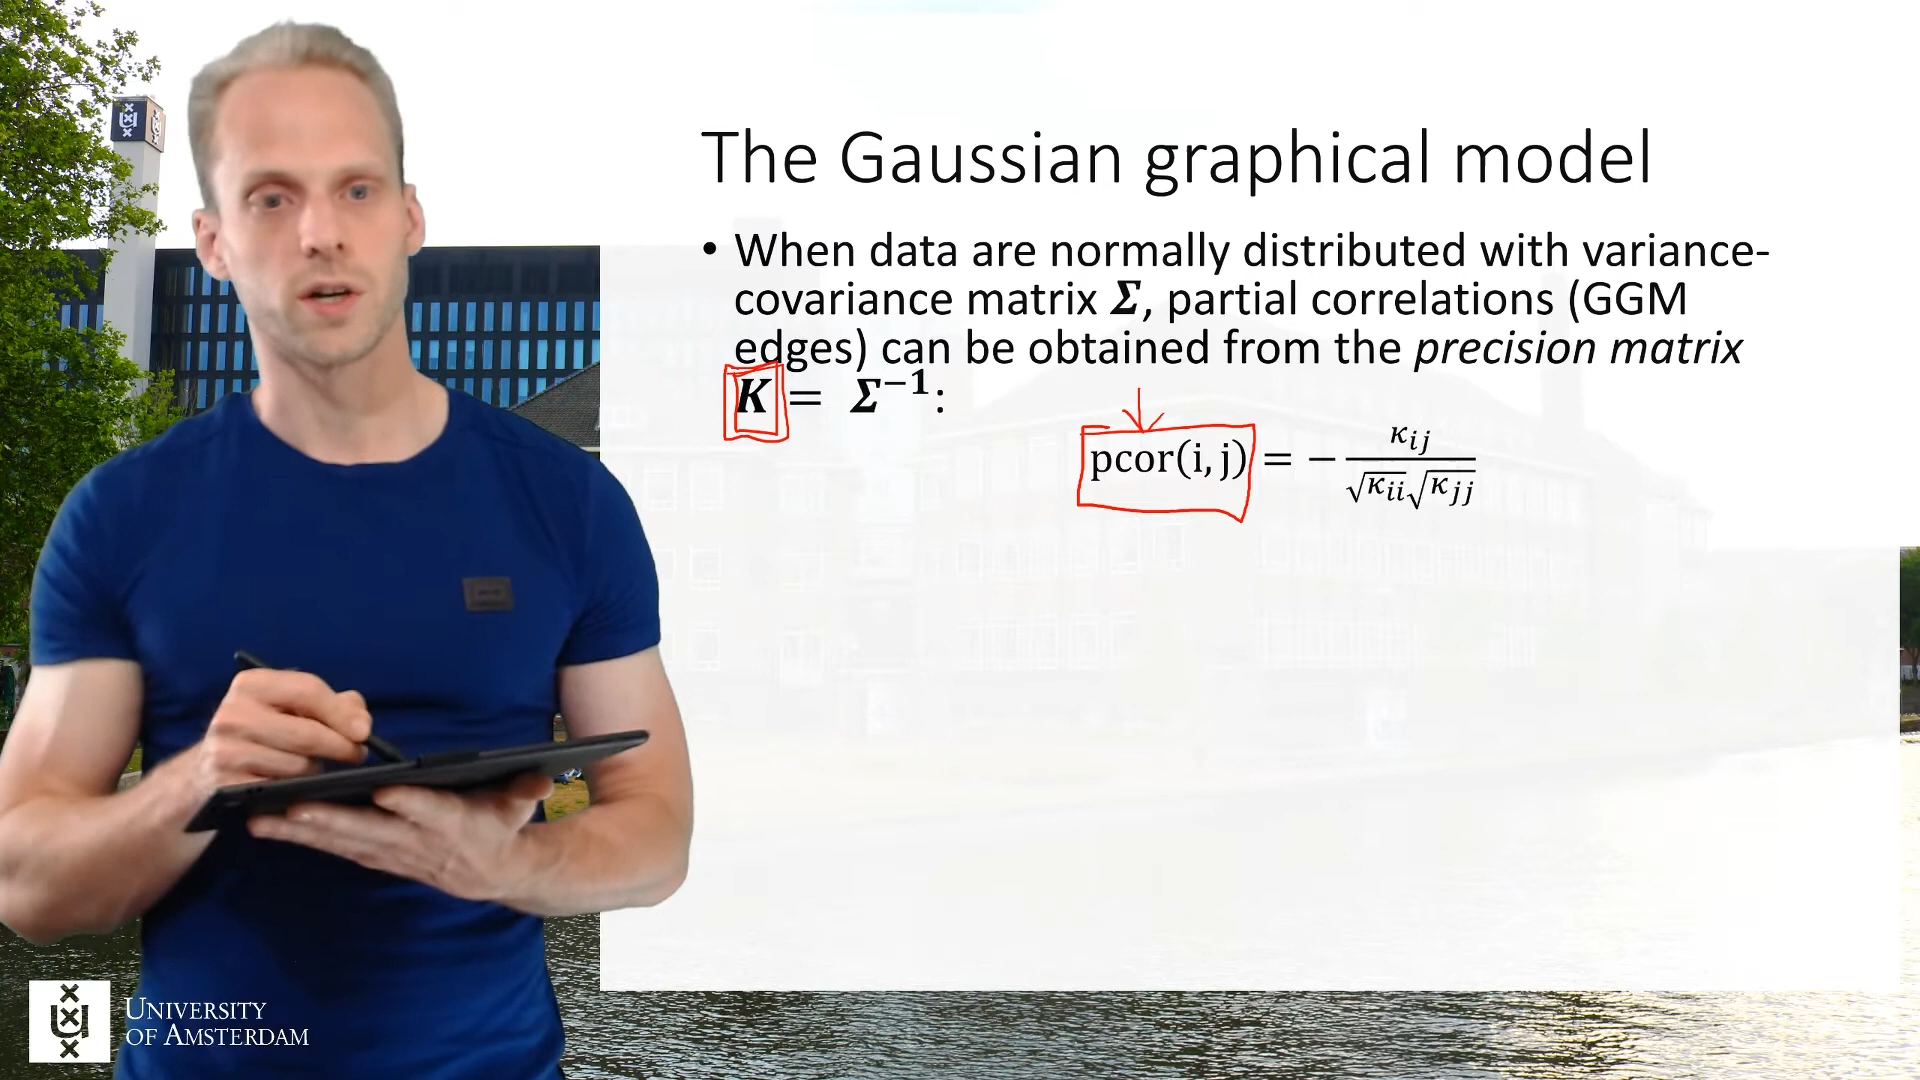 The Gaussian graphical model
• When data are normally distributed with variance-
covariance matrix Σ, partial correlations (GGM
edges) can be obtained from the precision matrix
K = Σ⁻¹:
pcor(i, j) = − κᵢⱼ / √κᵢᵢ√κⱼⱼ
UNIVERSITY
OF AMSTERDAM